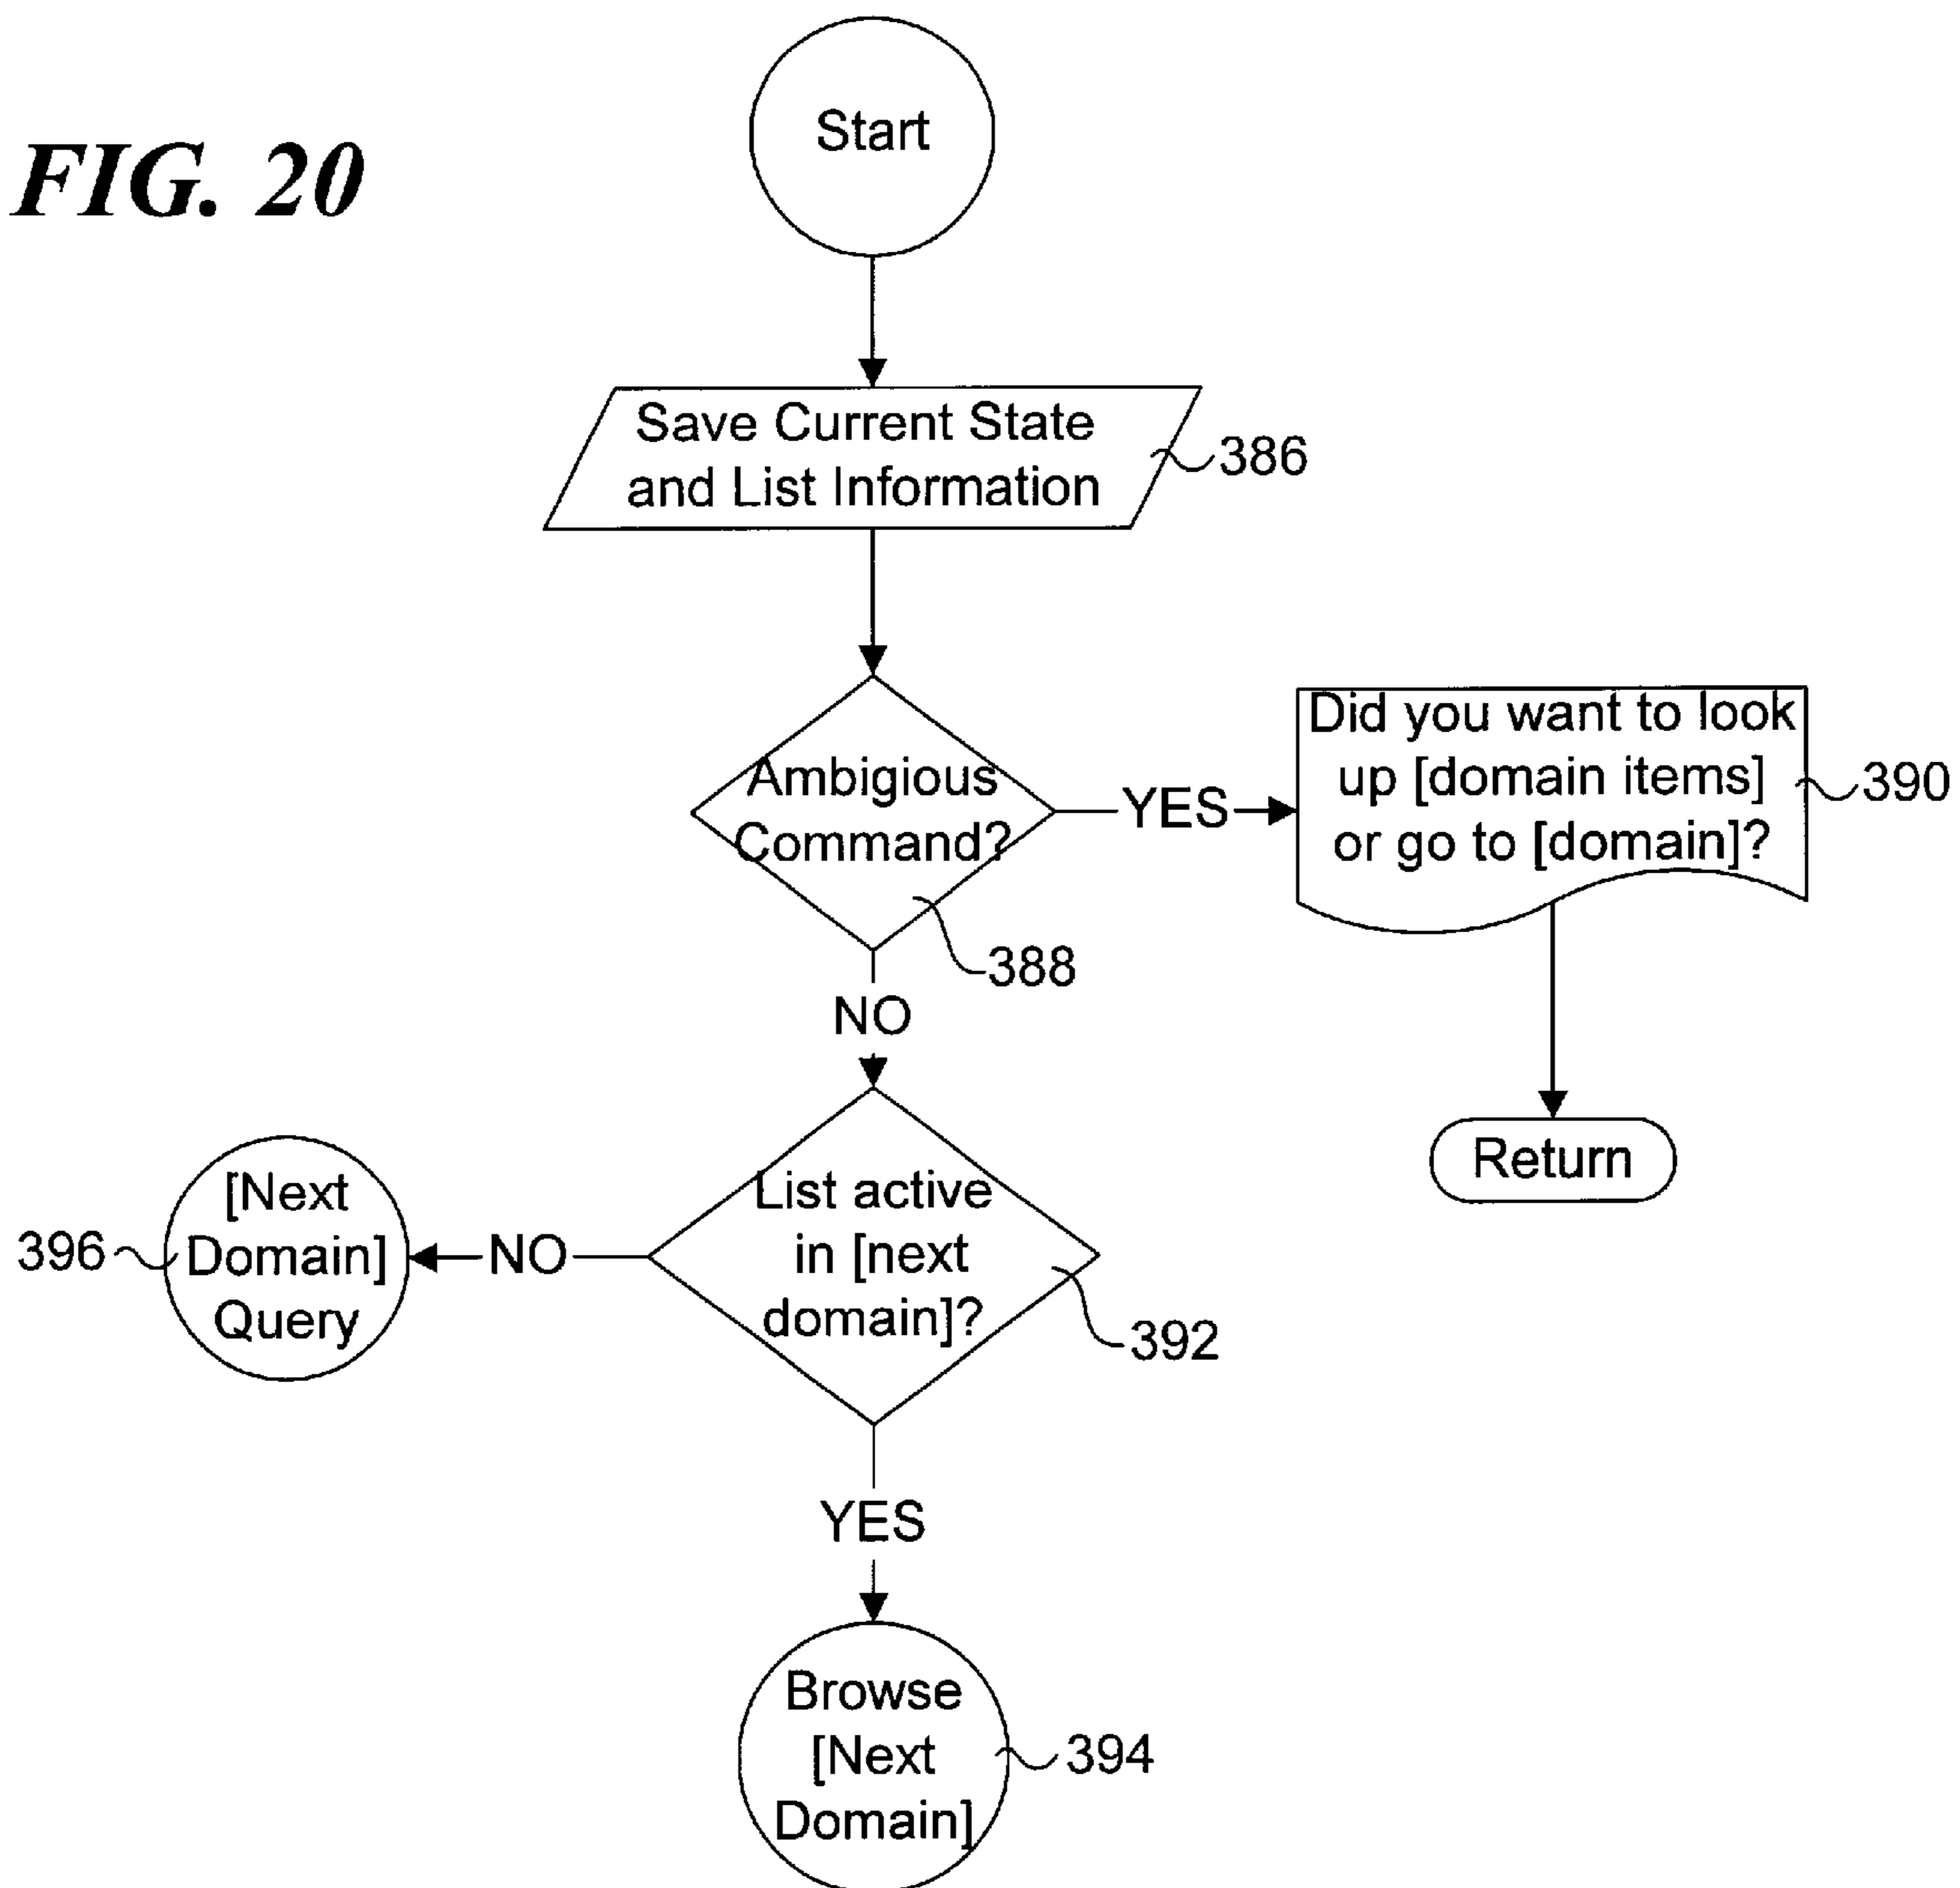 FIG. 20
Start
Save Current State
and List Information
386
Ambigious
Command?
388
YES
Did you want to look
up [domain items]
or go to [domain]?
390
Return
NO
List active
in [next
domain]?
392
NO
[Next
Domain]
Query
396
YES
Browse
[Next
Domain]
394